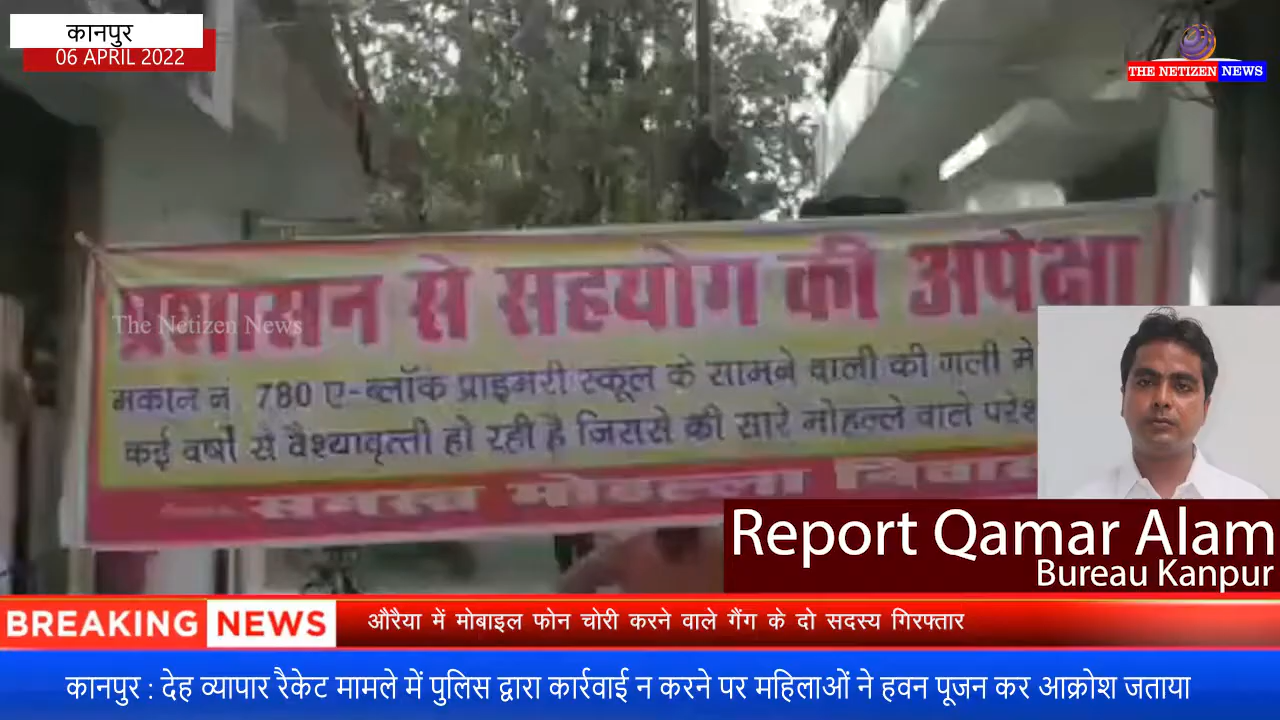 कानपुर
06 APRIL 2022
THE NETIZEN NEWS
प्रशासन से सहयोग की अपेक्षा
The Netizen News
मकान नं 780 ए-ब्लॉक प्राइमरी स्कूल के सामने वाली की गली मे
कई वर्षो से वैश्यावृत्ती हो रही है जिससे की सारे मोहल्ले वाले परेश
समस्त मोहल्ला निवास
Report Qamar Alam
Bureau Kanpur
BREAKING NEWS
औरैया में मोबाइल फोन चोरी करने वाले गैंग के दो सदस्य गिरफ्तार
कानपुर : देह व्यापार रैकेट मामले में पुलिस द्वारा कार्रवाई न करने पर महिलाओं ने हवन पूजन कर आक्रोश जताया